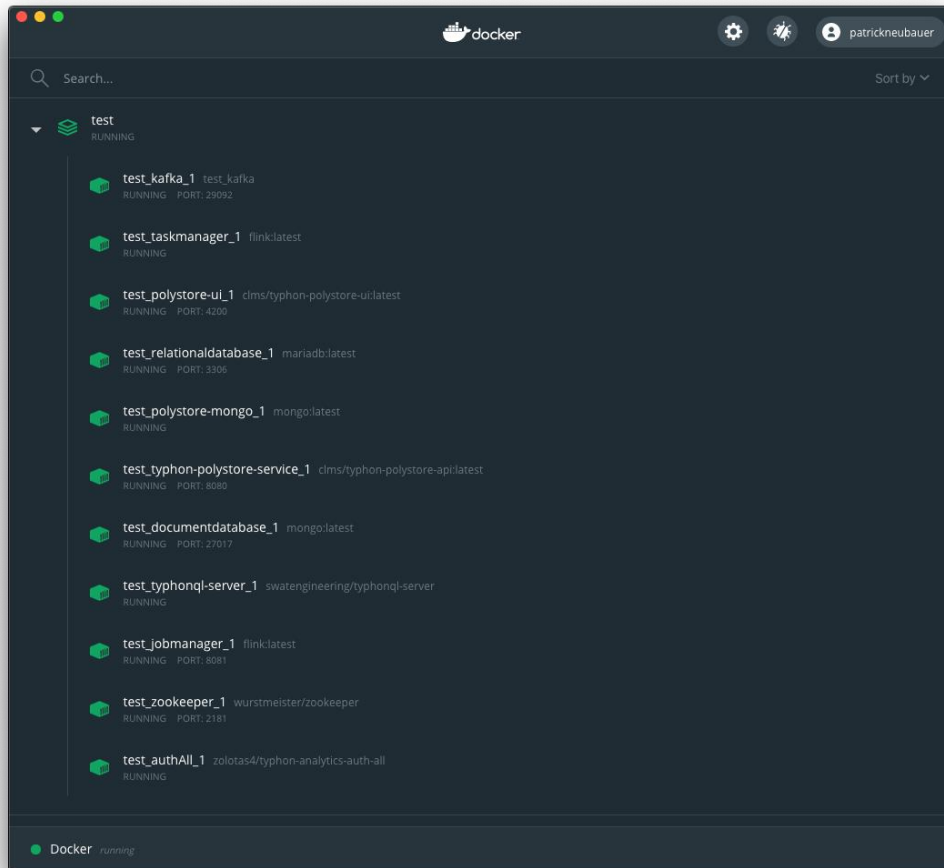 docker
patrickneubauer
Search...
Sort by
test
RUNNING
test_kafka_1 test_kafka
RUNNING PORT: 29092
test_taskmanager_1 flink:latest
RUNNING
test_polystore-ui_1 clms/typhon-polystore-ui:latest
RUNNING PORT: 4200
test_relationaldatabase_1 mariadb:latest
RUNNING PORT: 3306
test_polystore-mongo_1 mongo:latest
RUNNING
test_typhon-polystore-service_1 clms/typhon-polystore-api:latest
RUNNING PORT: 8080
test_documentdatabase_1 mongo:latest
RUNNING PORT: 27017
test_typhonql-server_1 swatengineering/typhonql-server
RUNNING
test_jobmanager_1 flink:latest
RUNNING PORT: 8081
test_zookeeper_1 wurstmeister/zookeeper
RUNNING PORT: 2181
test_authAll_1 zolotas4/typhon-analytics-auth-all
RUNNING
Docker running